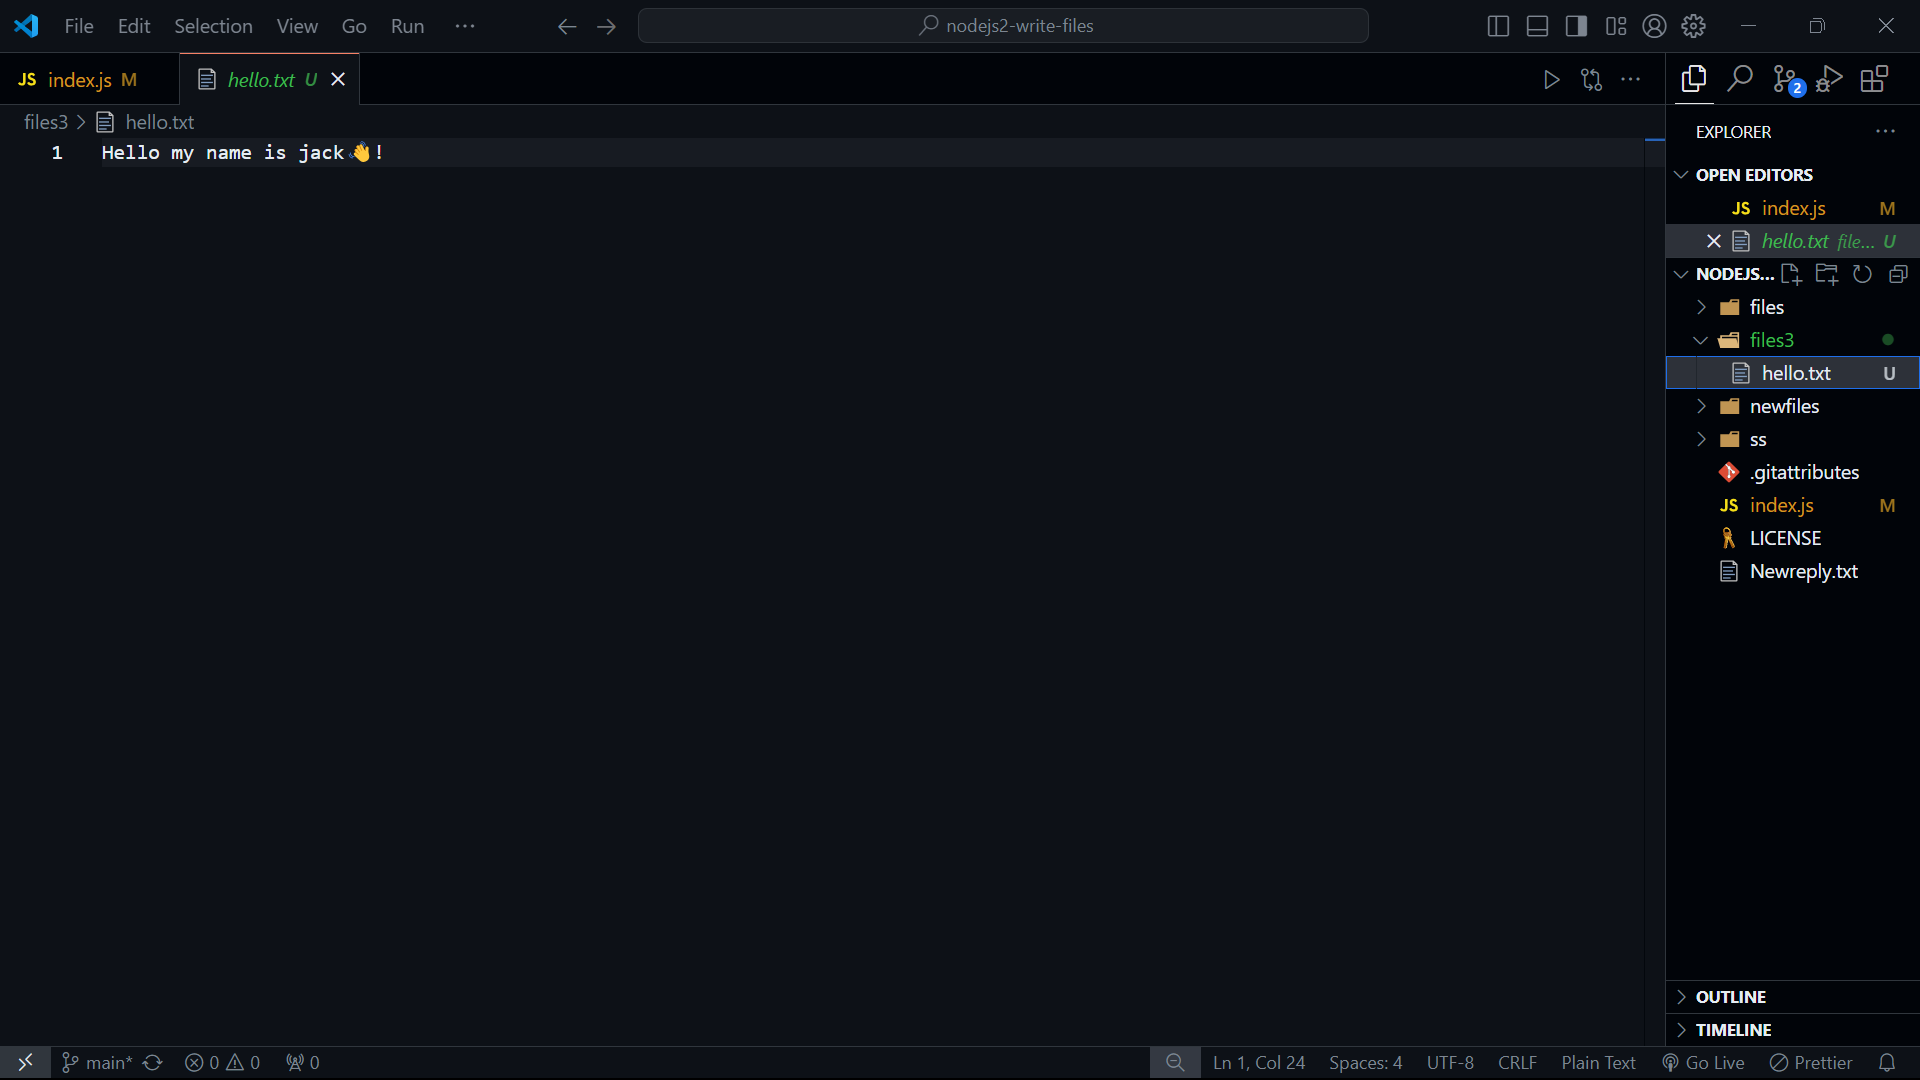 File Edit Selection View Go Run ··· nodejs2-write-files
JS index.js M hello.txt U
files3 > hello.txt
1 Hello my name is jack👋!
2
EXPLORER
OPEN EDITORS
JS index.js M
hello.txt file... U
NODEJS...
files
files3
hello.txt U
newfiles
ss
.gitattributes
JS index.js M
LICENSE
Newreply.txt
OUTLINE
TIMELINE
main* 0 0 0 Ln 1, Col 24 Spaces: 4 UTF-8 CRLF Plain Text Go Live Prettier